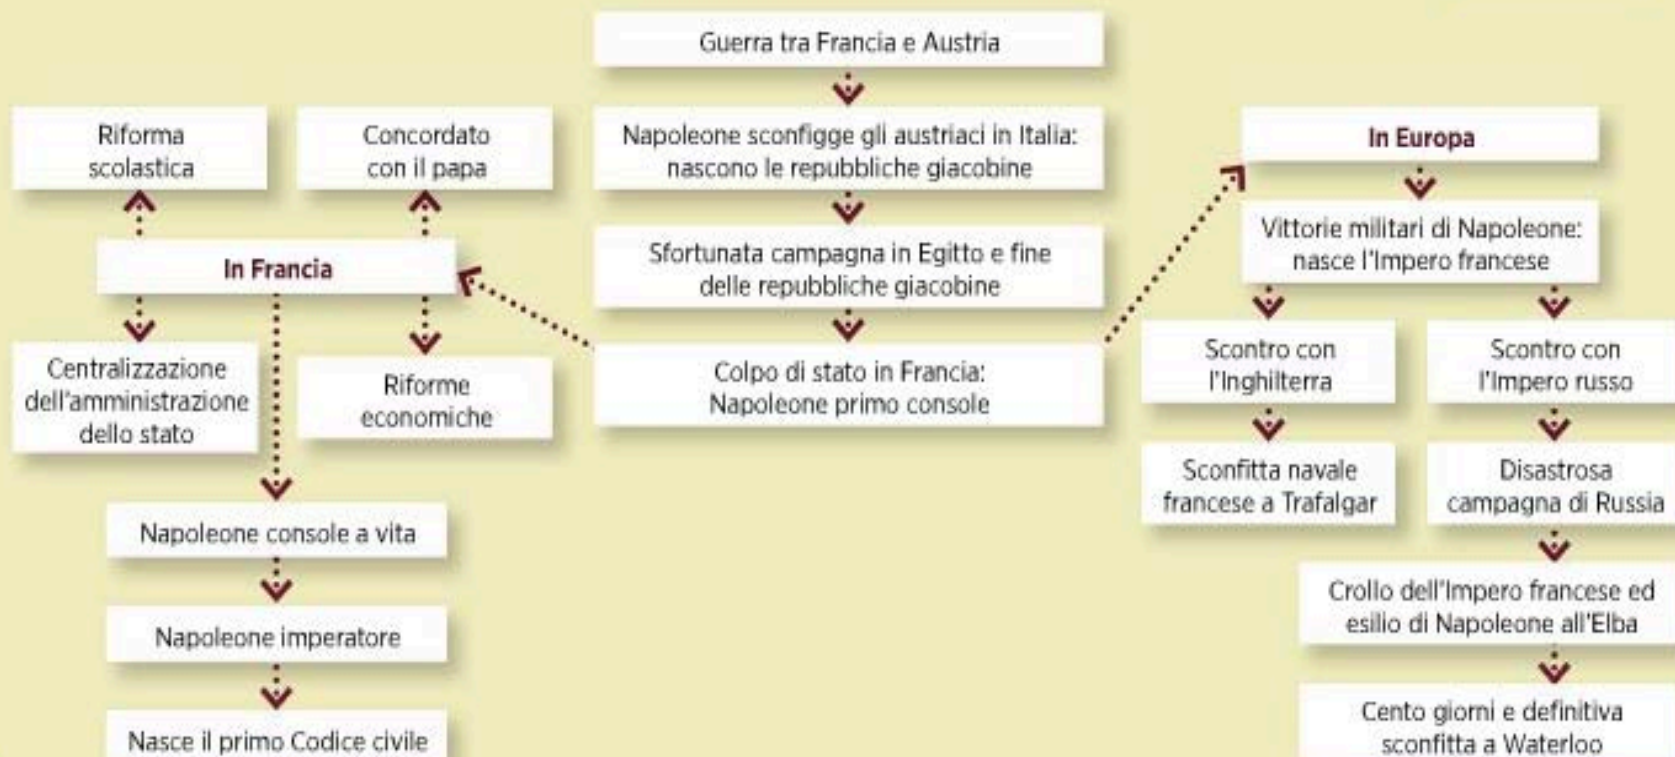 Guerra tra Francia e Austria
Napoleone sconfigge gli austriaci in Italia:
nascono le repubbliche giacobine
Sfortunata campagna in Egitto e fine
delle repubbliche giacobine
Colpo di stato in Francia:
Napoleone primo console
In Francia
Riforma
scolastica
Concordato
con il papa
Centralizzazione
dell'amministrazione
dello stato
Riforme
economiche
Napoleone console a vita
Napoleone imperatore
Nasce il primo Codice civile
In Europa
Vittorie militari di Napoleone:
nasce l'Impero francese
Scontro con
l'Inghilterra
Sconfitta navale
francese a Trafalgar
Scontro con
l'Impero russo
Disastrosa
campagna di Russia
Crollo dell'Impero francese ed
esilio di Napoleone all'Elba
Cento giorni e definitiva
sconfitta a Waterloo